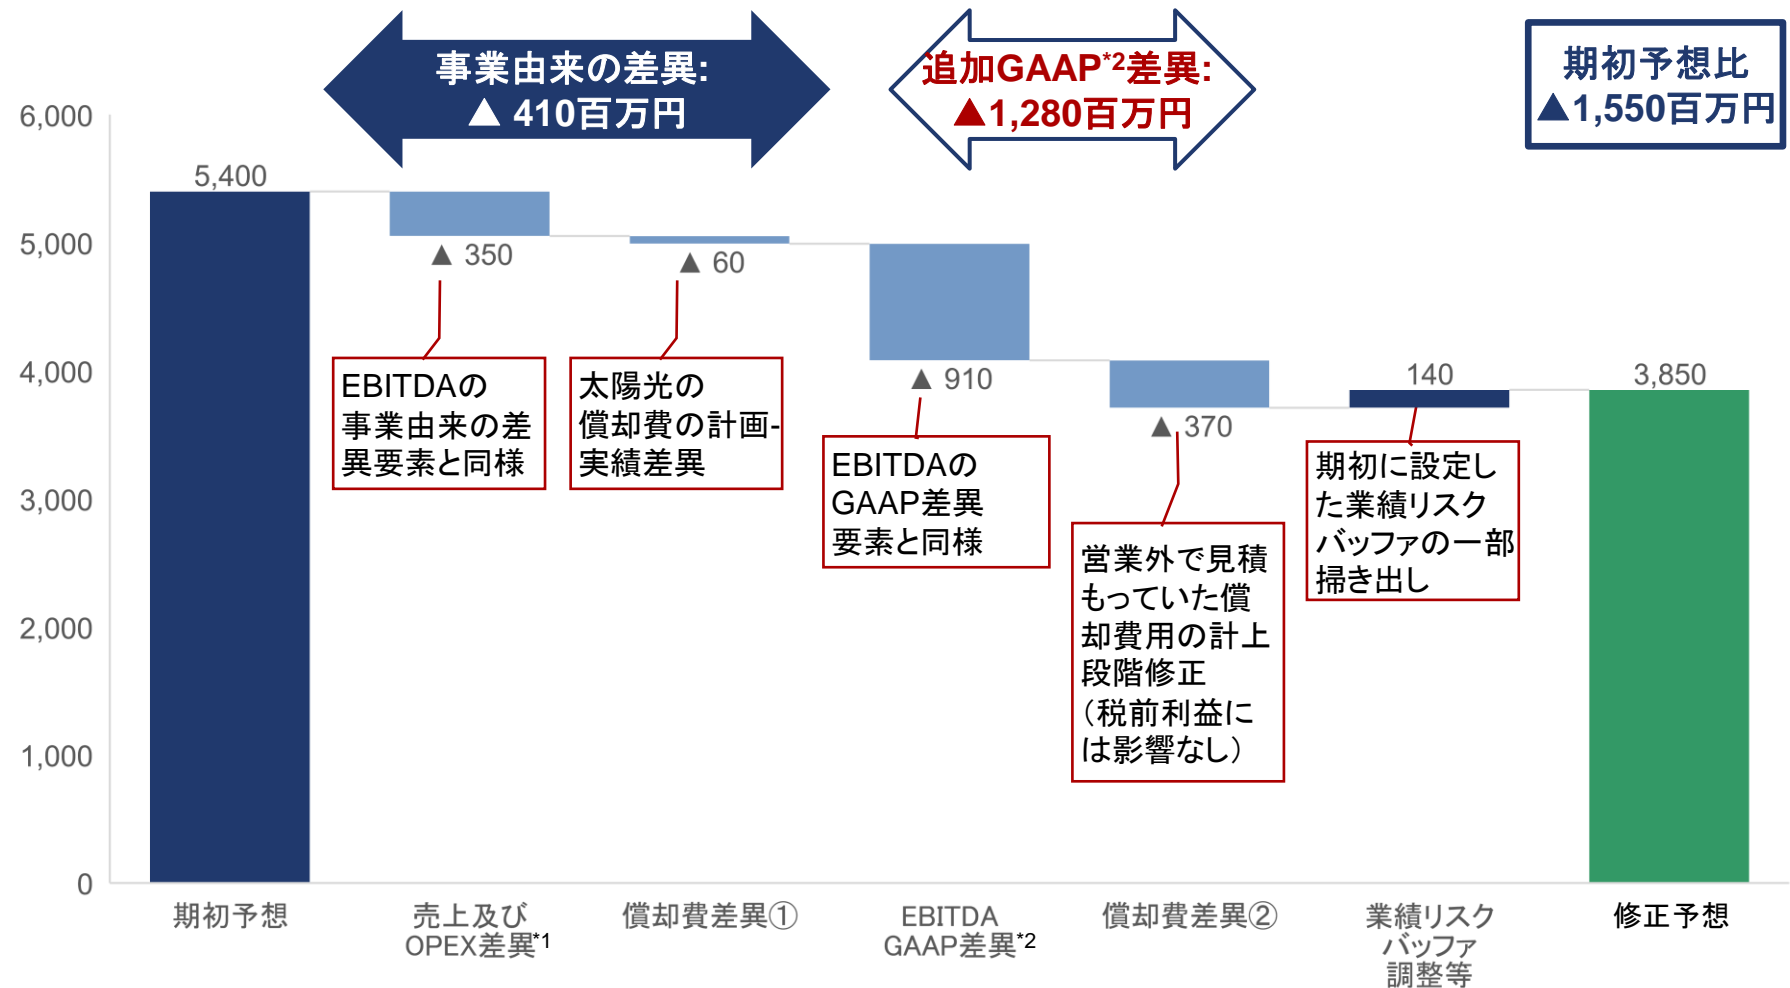 事業由来の差異:
▲ 410百万円
追加GAAP*2差異:
▲1,280百万円
期初予想比
▲1,550百万円
6,000
5,000
4,000
3,000
2,000
1,000
0
5,400
▲ 350
▲ 60
▲ 910
▲ 370
140
3,850
EBITDAの
事業由来の差
異要素と同様
太陽光の
償却費の計画-
実績差異
EBITDAの
GAAP差異
要素と同様
営業外で見積
もっていた償
却費用の計上
段階修正
（税前利益に
は影響なし）
期初に設定し
た業績リスク
バッファの一部
掃き出し
期初予想
売上及び
OPEX差異*1
償却費差異①
EBITDA
GAAP差異*2
償却費差異②
業績リスク
バッファ
調整等
修正予想